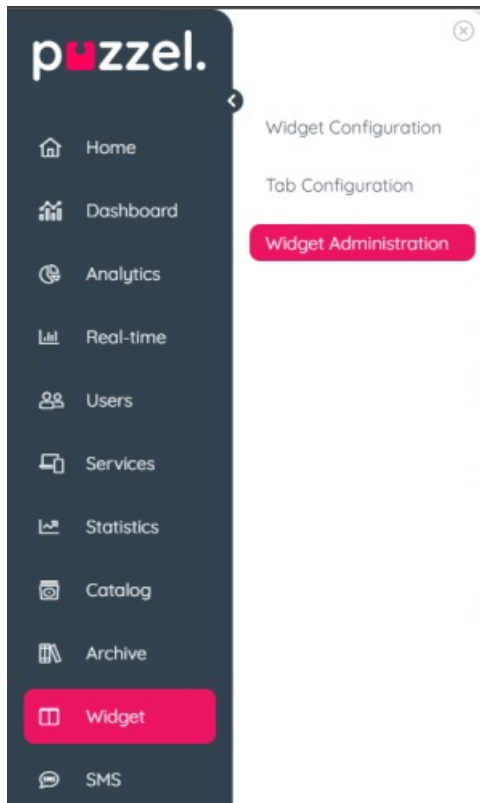 puzzel.
Home
Dashboard
Analytics
Real-time
Users
Services
Statistics
Catalog
Archive
Widget
SMS
Widget Configuration
Tab Configuration
Widget Administration